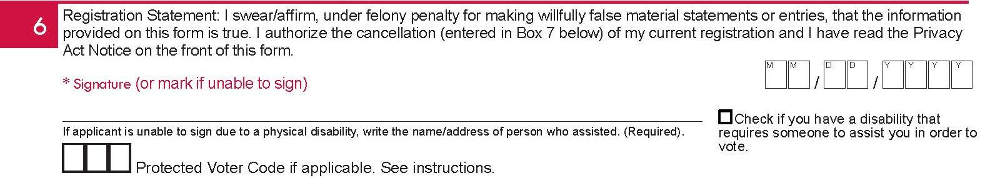 6
Registration Statement: I swear/affirm, under felony penalty for making willfully false material statements or entries, that the information
provided on this form is true. I authorize the cancellation (entered in Box 7 below) of my current registration and I have read the Privacy
Act Notice on the front of this form.
* Signature (or mark if unable to sign)
M M / D D / Y Y Y Y
If applicant is unable to sign due to a physical disability, write the name/address of person who assisted. (Required).
Check if you have a disability that
requires someone to assist you in order to
vote.
Protected Voter Code if applicable. See instructions.